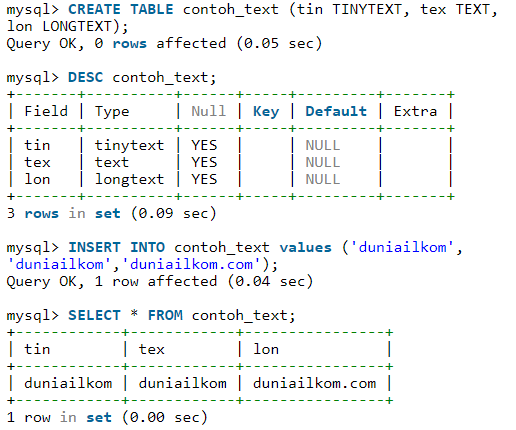 mysql> CREATE TABLE contoh_text (tin TINYTEXT, tex TEXT,
lon LONGTEXT);
Query OK, 0 rows affected (0.05 sec)
mysql> DESC contoh_text;
+-------+----------+------+-----+---------+-------+
| Field | Type     | Null | Key | Default | Extra |
+-------+----------+------+-----+---------+-------+
| tin   | tinytext | YES  |     | NULL    |       |
| tex   | text     | YES  |     | NULL    |       |
| lon   | longtext | YES  |     | NULL    |       |
+-------+----------+------+-----+---------+-------+
3 rows in set (0.09 sec)
mysql> INSERT INTO contoh_text values ('duniailkom',
'duniailkom','duniailkom.com');
Query OK, 1 row affected (0.04 sec)
mysql> SELECT * FROM contoh_text;
+------------+------------+----------------+
| tin        | tex        | lon            |
+------------+------------+----------------+
| duniailkom | duniailkom | duniailkom.com |
+------------+------------+----------------+
1 row in set (0.00 sec)